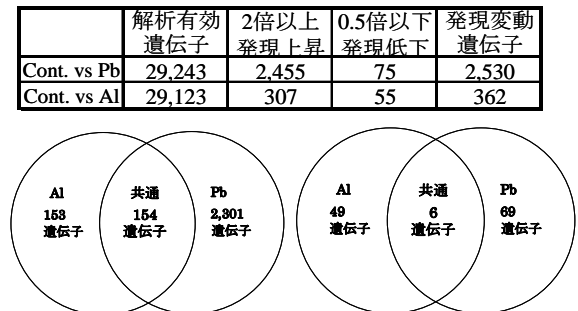 解析有効 2倍以上 0.5倍以下 発現変動
遺伝子 発現上昇 発現低下 遺伝子
Cont. vs Pb 29,243 2,455 75 2,530
Cont. vs Al 29,123 307 55 362
Al 共通 Pb
153 154 2,301
遺伝子 遺伝子 遺伝子
Al 共通 Pb
49 6 69
遺伝子 遺伝子 遺伝子